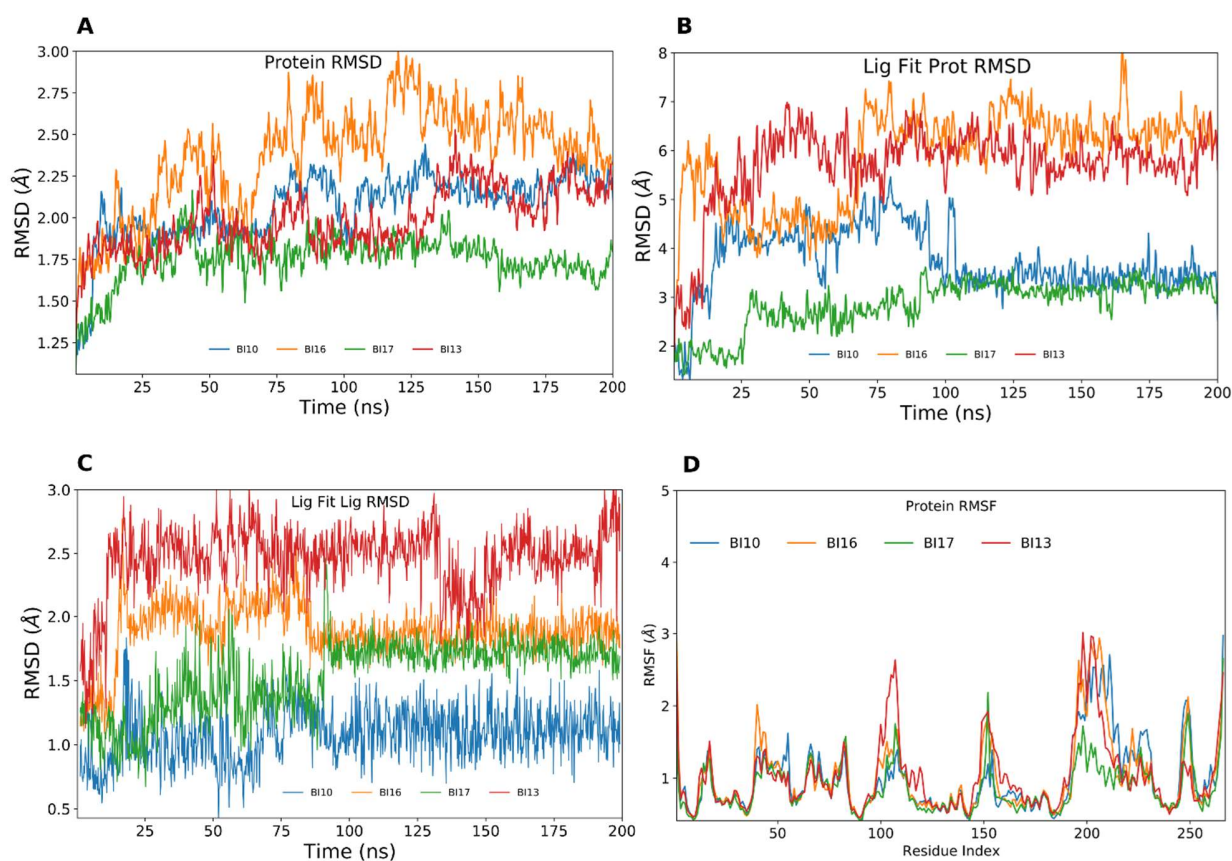 A
Protein RMSD
RMSD (Å)
3.00
2.75
2.50
2.25
2.00
1.75
1.50
1.25
BI10 BI16 BI17 BI13
25 50 75 100 125 150 175 200
Time (ns)
B
Lig Fit Prot RMSD
RMSD (Å)
8
7
6
5
4
3
2
BI10 BI16 BI17 BI13
25 50 75 100 125 150 175 200
Time (ns)
C
Lig Fit Lig RMSD
RMSD (Å)
3.0
2.5
2.0
1.5
1.0
0.5
BI10 BI16 BI17 BI13
25 50 75 100 125 150 175 200
Time (ns)
D
Protein RMSF
BI10 BI16 BI17 BI13
RMSF (Å)
5
4
3
2
1
50 100 150 200 250
Residue Index